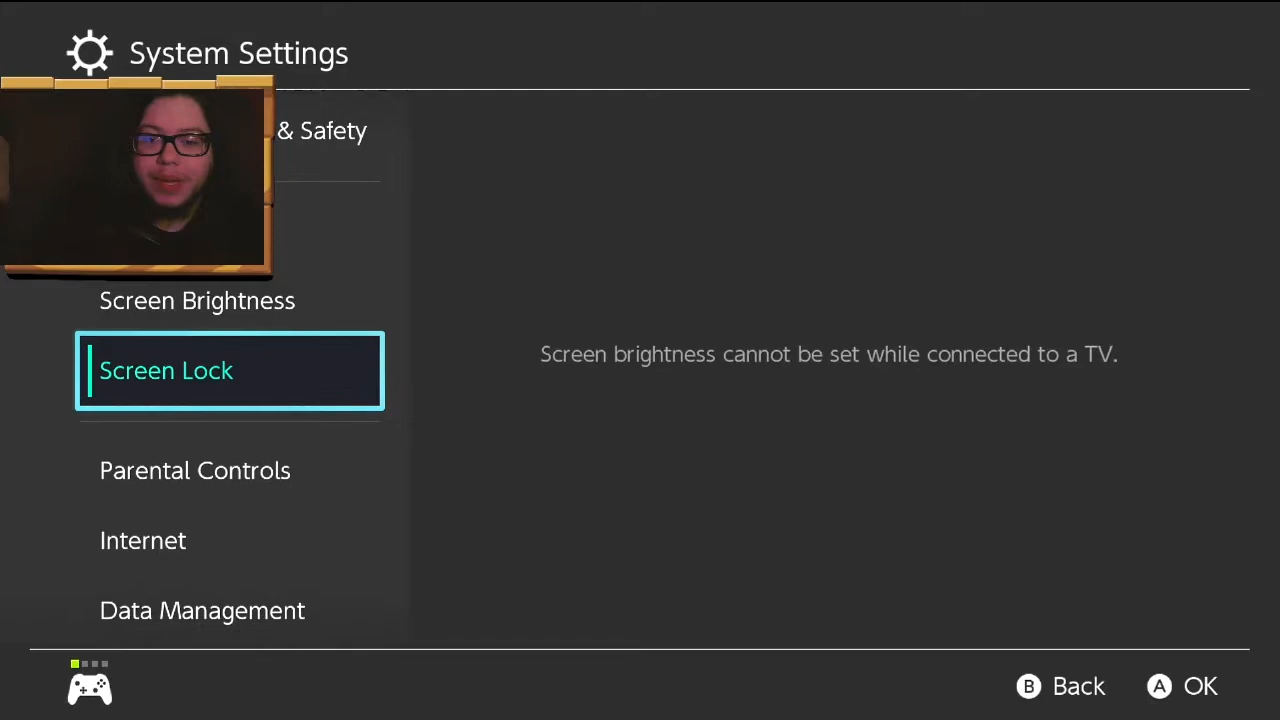 System Settings
& Safety
Screen Brightness
Screen Lock
Screen brightness cannot be set while connected to a TV.
Parental Controls
Internet
Data Management
B Back
A OK